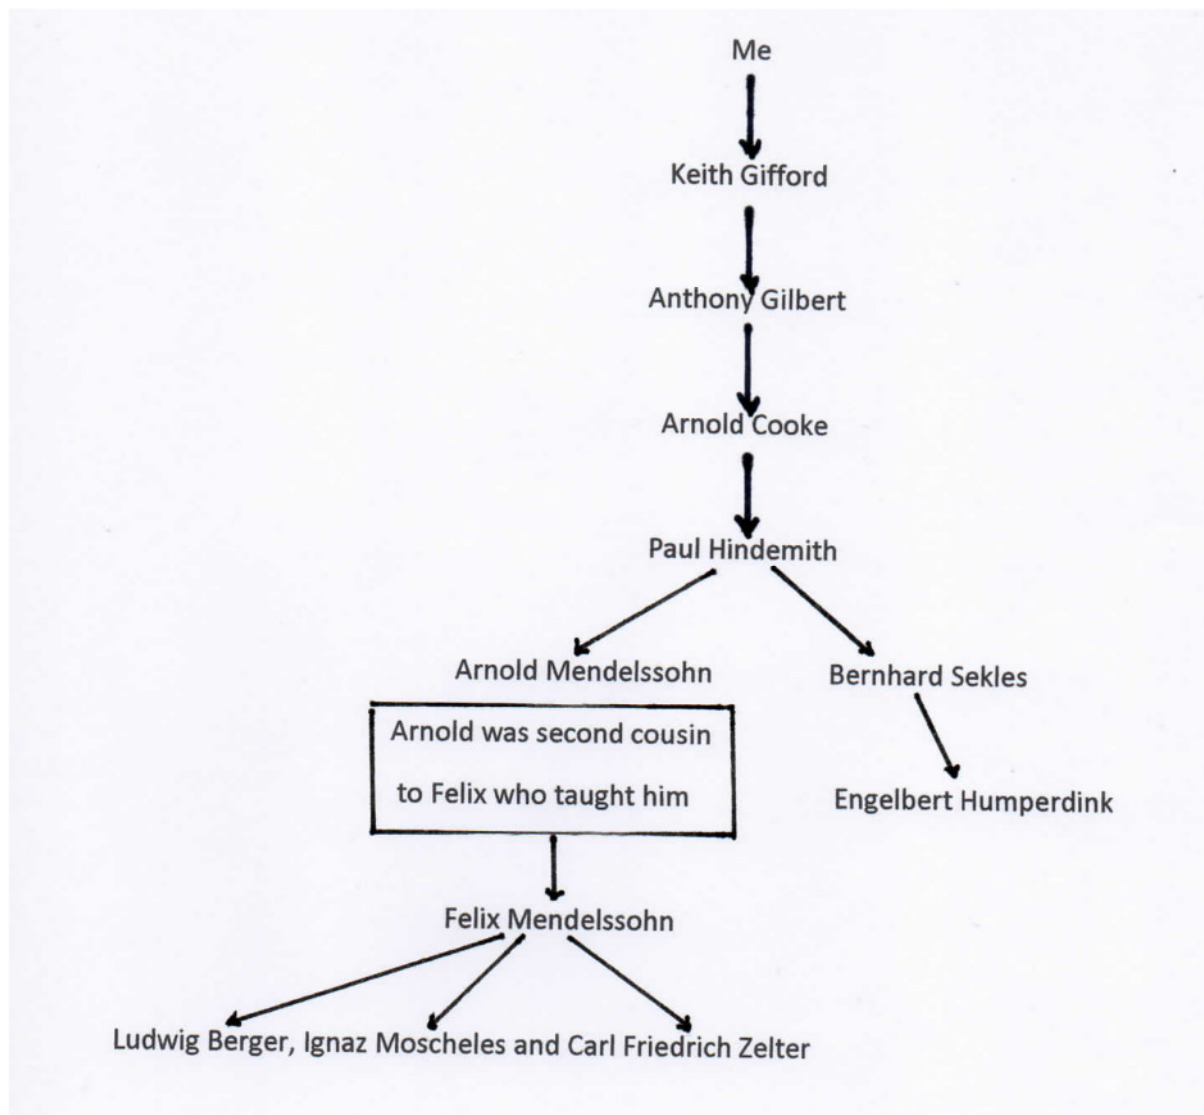 Me
Keith Gifford
Anthony Gilbert
Arnold Cooke
Paul Hindemith
Arnold Mendelssohn
Bernhard Sekles
Arnold was second cousin
to Felix who taught him
Engelbert Humperdink
Felix Mendelssohn
Ludwig Berger, Ignaz Moscheles and Carl Friedrich Zelter